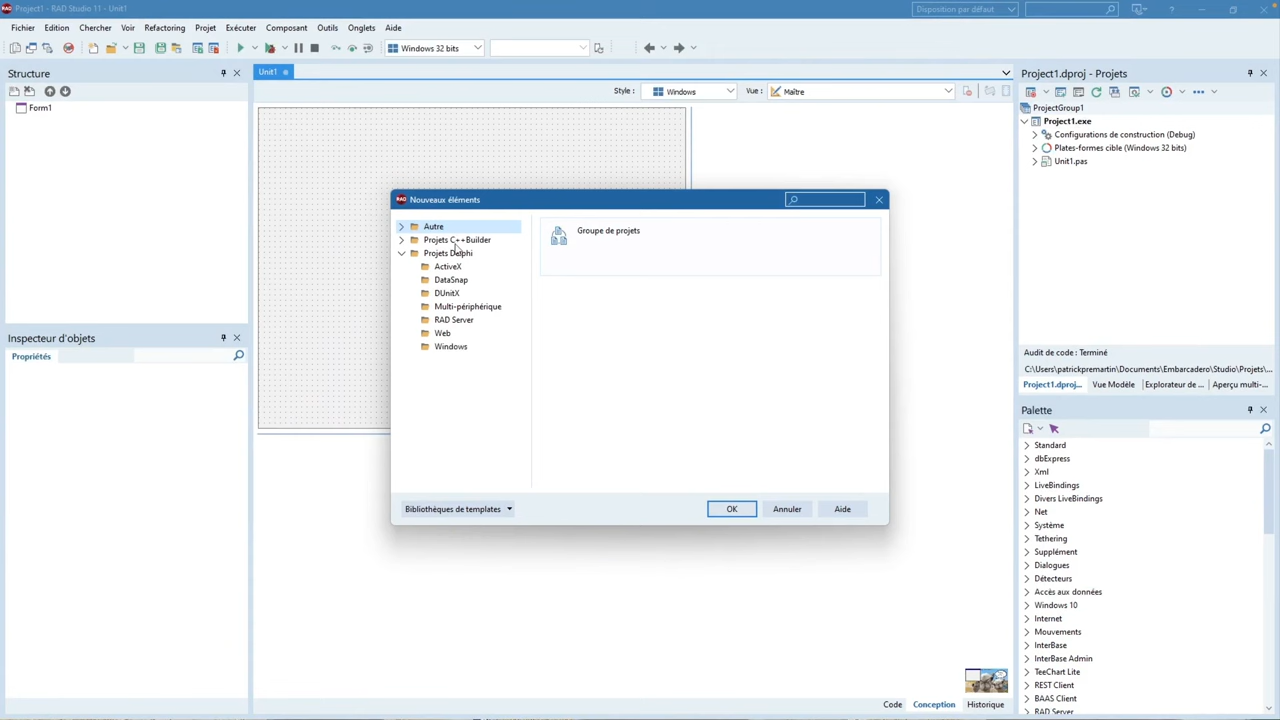 RAD Project1 - RAD Studio 11 - Unit1
Disposition par défaut
Fichier Edition Chercher Voir Refactoring Projet Exécuter Composant Outils Onglets Aide
Windows 32 bits
Structure
Form1
Inspecteur d'objets
Propriétés
Unit1
Style : Windows Vue : Maître
RAD Nouveaux éléments
Autre
Projets C++Builder
Projets Delphi
ActiveX
DataSnap
DUnitX
Multi-périphérique
RAD Server
Web
Windows
Groupe de projets
Bibliothèques de templates
OK Annuler Aide
Code Conception Historique
Project1.dproj - Projets
ProjectGroup1
Project1.exe
Configurations de construction (Debug)
Plates-formes cible (Windows 32 bits)
Unit1.pas
Audit de code : Terminé
C:\Users\patrickpremartin\Documents\Embarcadero\Studio\Projets\...
Project1.dproj... Vue Modèle Explorateur de ... Aperçu multi-...
Palette
Standard
dbExpress
Xml
LiveBindings
Divers LiveBindings
Net
Système
Tethering
Supplément
Dialogues
Détecteurs
Accès aux données
Windows 10
Internet
Mouvements
InterBase
InterBase Admin
TeeChart Lite
REST Client
BAAS Client
RAD Server